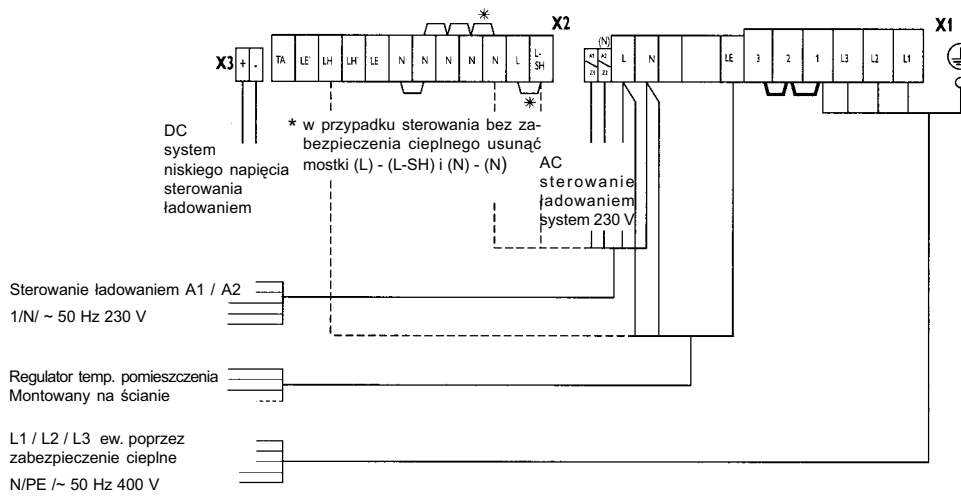 X2
X1
X3
+ -
TA LE' LH LH' LE N N N N N L L-SH
(N)
A1 A2
Z1 Z2
L N LE 3 2 1 L3 L2 L1
*
*
DC
system
niskiego napięcia
sterowania
ładowaniem
* w przypadku sterowania bez za-
bezpieczenia cieplnego usunąć
mostki (L) - (L-SH) i (N) - (N)
AC
sterowanie
ładowaniem
system 230 V
Sterowanie ładowaniem A1 / A2
1/N/ ~ 50 Hz 230 V
Regulator temp. pomieszczenia
Montowany na ścianie
L1 / L2 / L3 ew. poprzez
zabezpieczenie cieplne
N/PE /~ 50 Hz 400 V